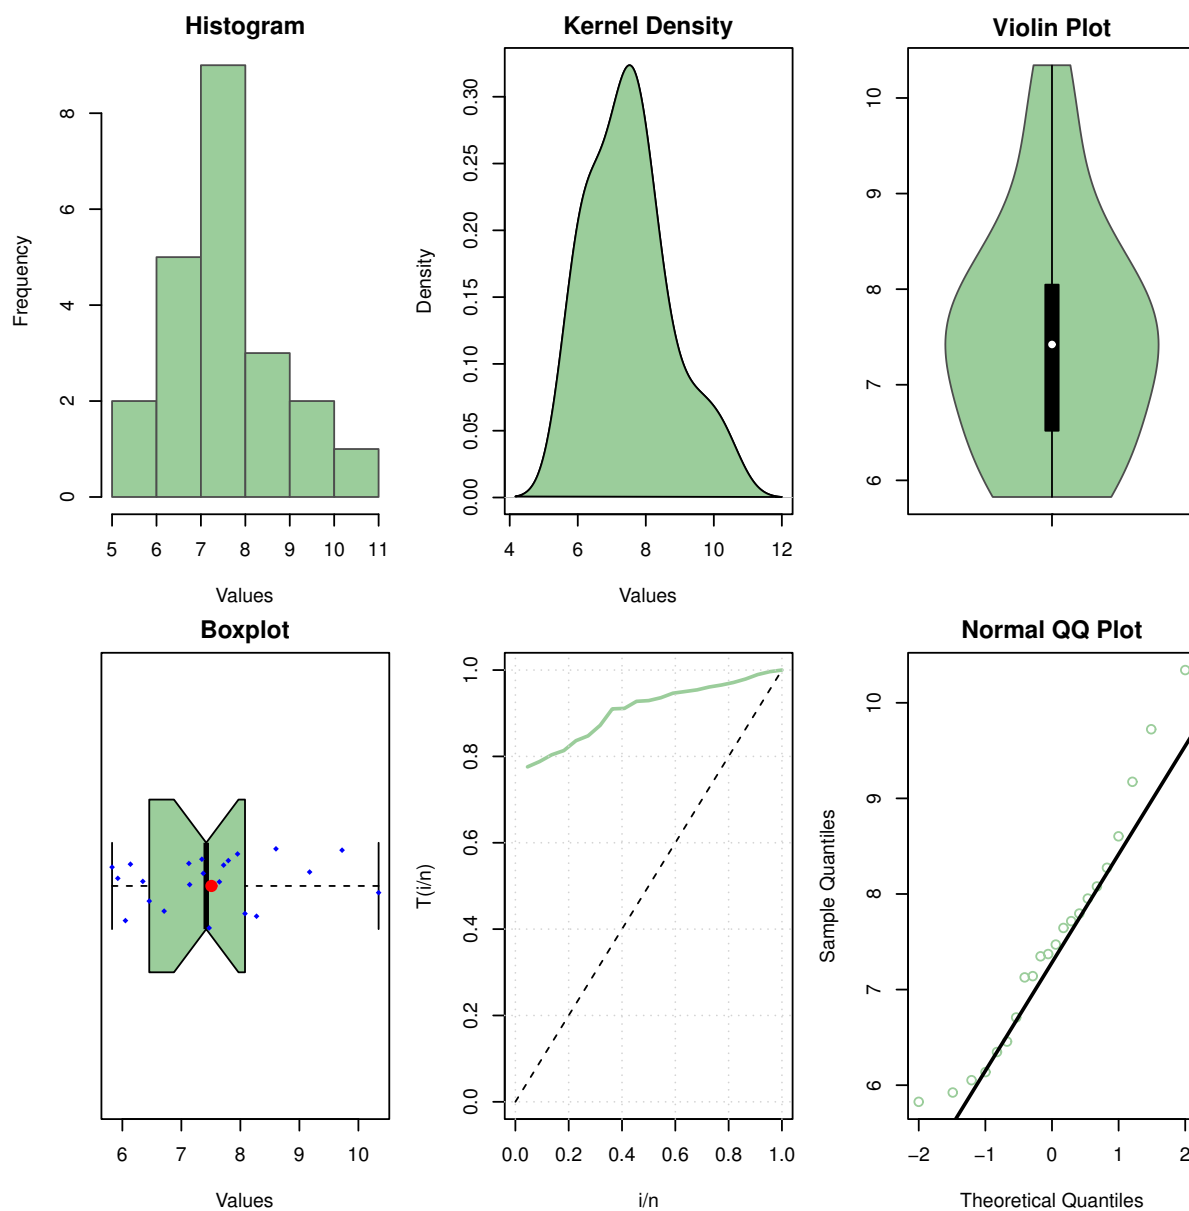 Histogram
Frequency
0 2 4 6 8
5 6 7 8 9 10 11
Values
Kernel Density
Density
0.00 0.05 0.10 0.15 0.20 0.25 0.30
4 6 8 10 12
Values
Violin Plot
6 7 8 9 10
Boxplot
6 7 8 9 10
Values
T(i/n)
0.0 0.2 0.4 0.6 0.8 1.0
0.0 0.2 0.4 0.6 0.8 1.0
i/n
Normal QQ Plot
Sample Quantiles
6 7 8 9 10
−2 −1 0 1 2
Theoretical Quantiles